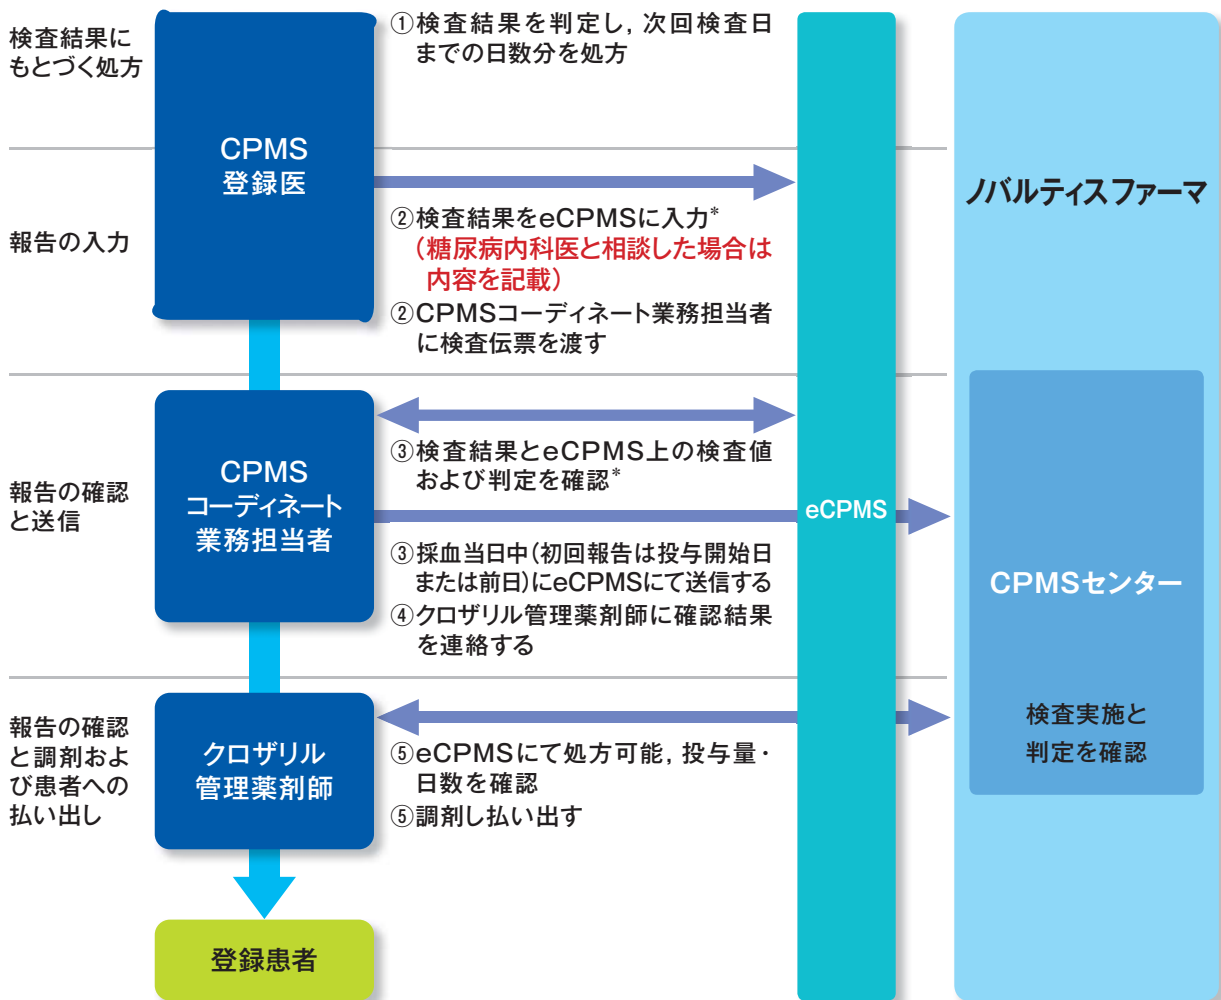 検査結果に
もとづく処方
①検査結果を判定し, 次回検査日
までの日数分を処方
CPMS
登録医
報告の入力
②検査結果をeCPMSに入力*
(糖尿病内科医と相談した場合は
内容を記載)
②CPMSコーディネート業務担当者
に検査伝票を渡す
報告の確認
と送信
CPMS
コーディネート
業務担当者
③検査結果とeCPMS上の検査値
および判定を確認*
③採血当日中(初回報告は投与開始日
または前日)にeCPMSにて送信する
④クロザリル管理薬剤師に確認結果
を連絡する
報告の確認
と調剤およ
び患者への
払い出し
クロザリル
管理薬剤師
⑤eCPMSにて処方可能, 投与量・
日数を確認
⑤調剤し払い出す
登録患者
eCPMS
ノバルティスファーマ
CPMSセンター
検査実施と
判定を確認